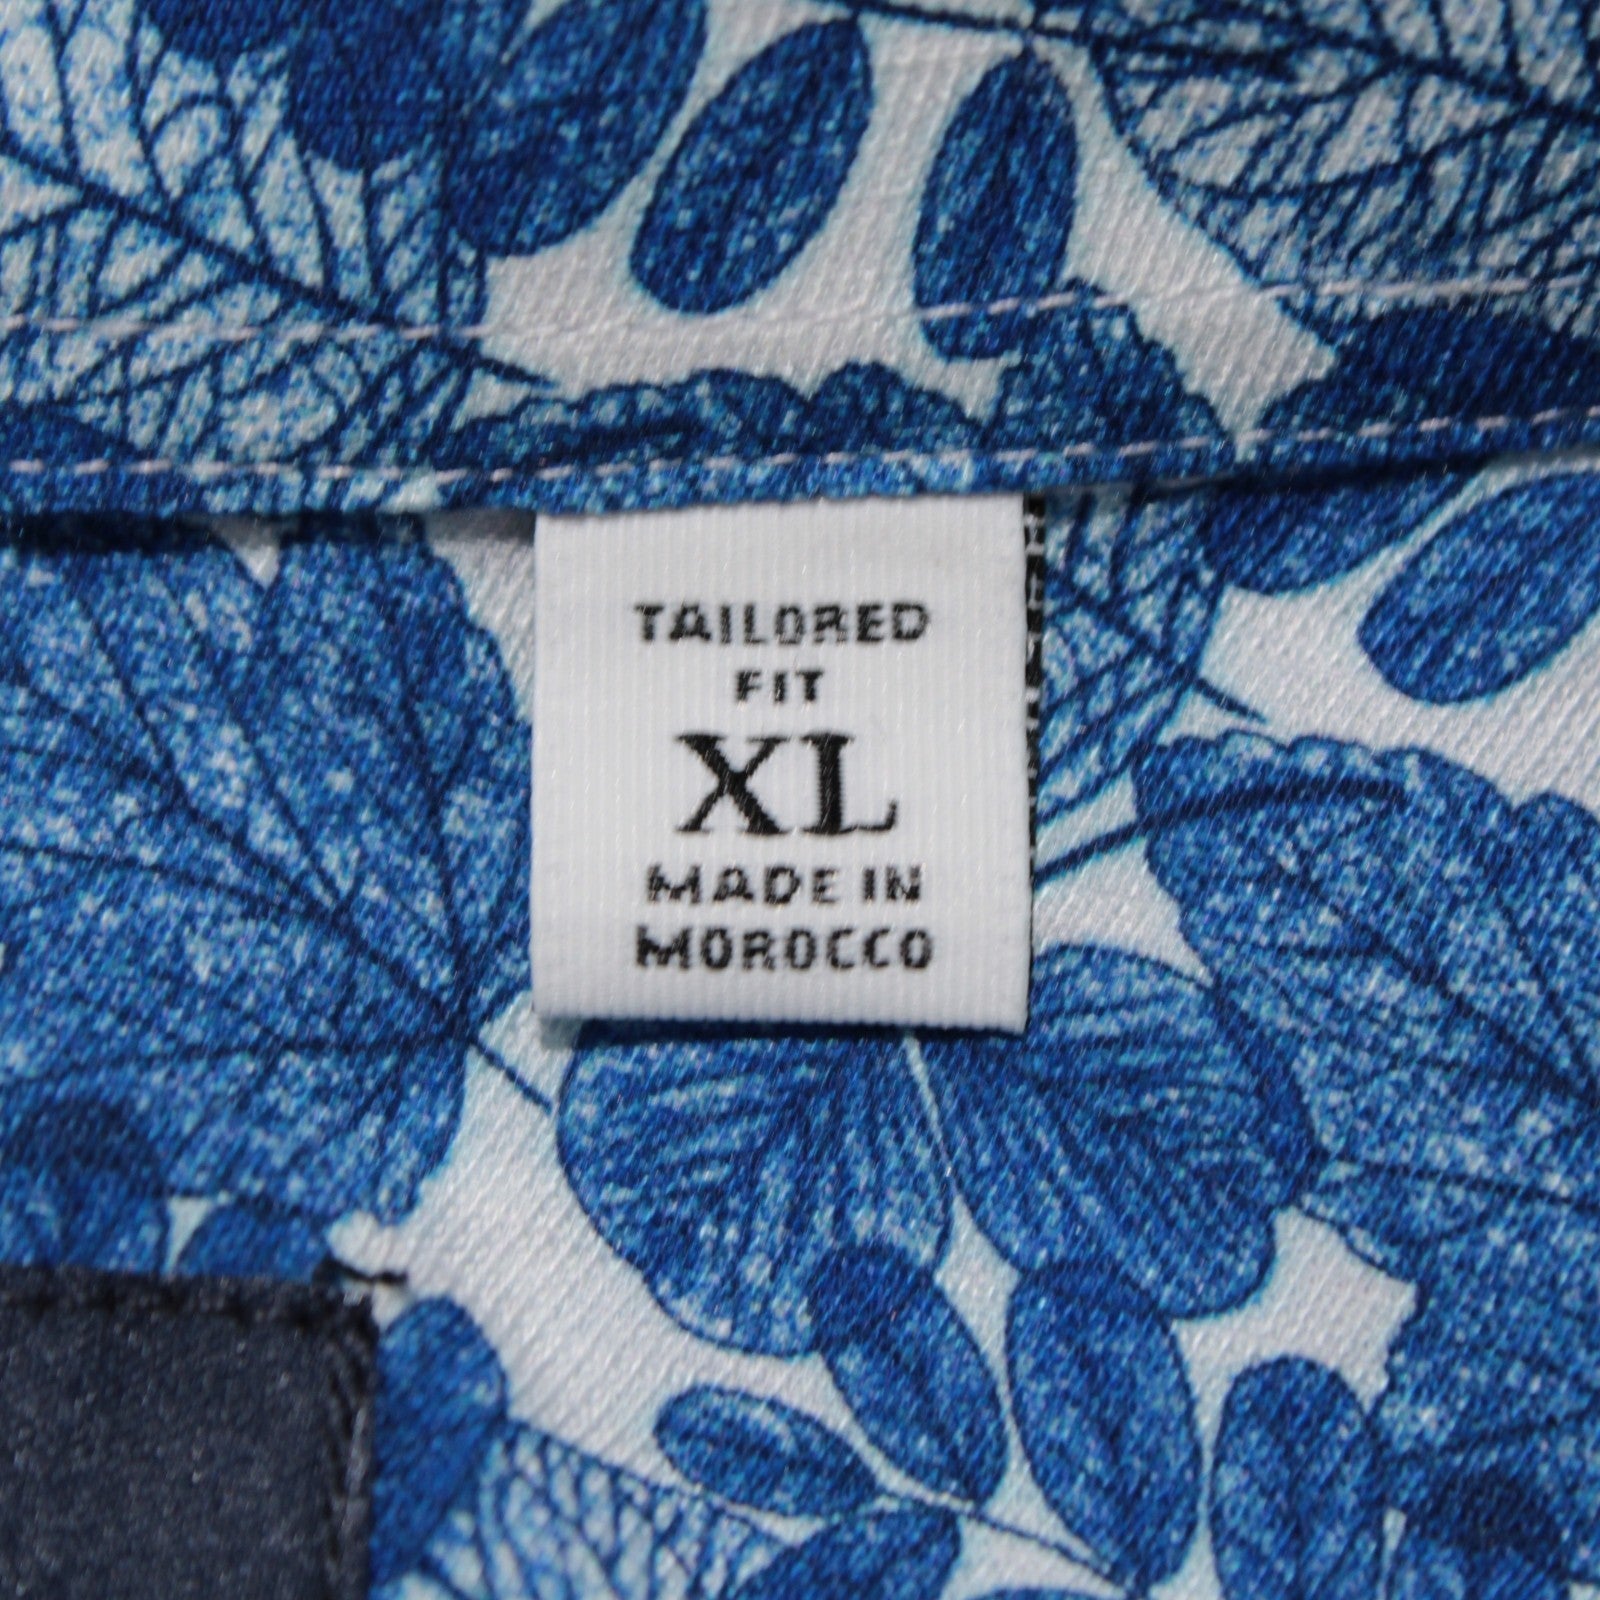 TAILORED
FIT
XL
MADE IN
MOROCCO